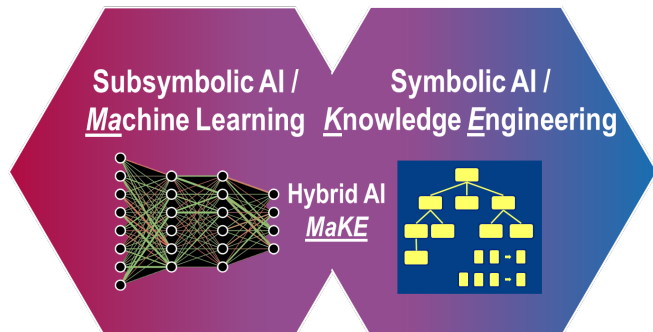 Subsymbolic AI /
Machine Learning
Symbolic AI /
Knowledge Engineering
Hybrid AI
MaKE